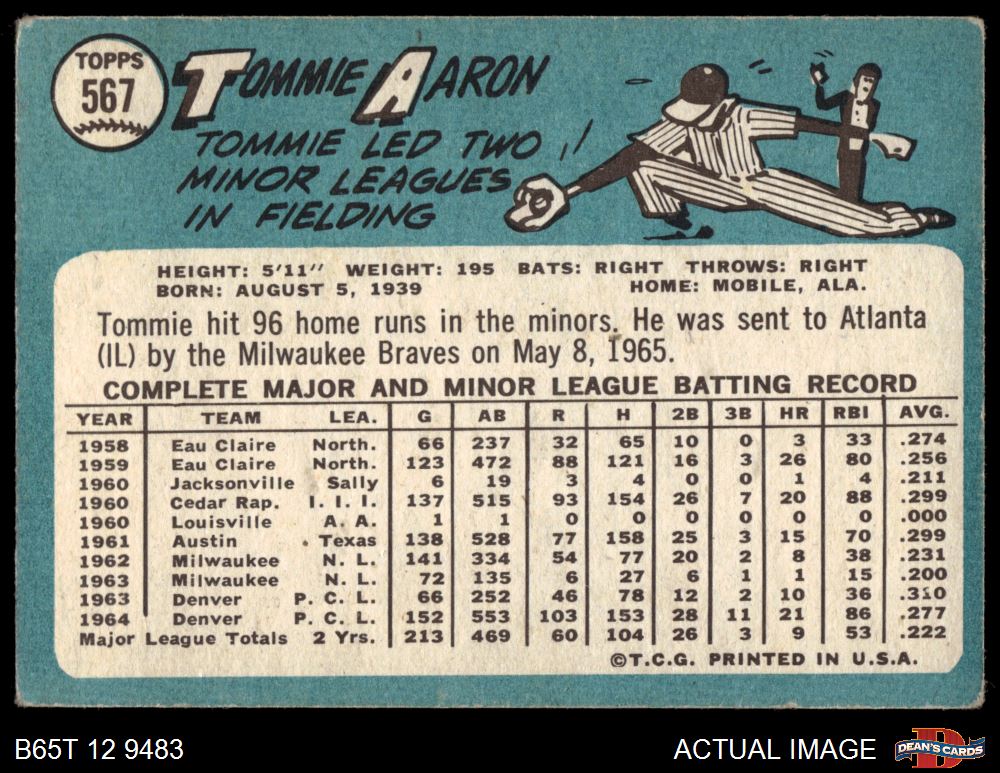 TOPPS
567
TOMMIE AARON
TOMMIE LED TWO
MINOR LEAGUES
IN FIELDING
HEIGHT: 5'11" WEIGHT: 195 BATS: RIGHT THROWS: RIGHT
BORN: AUGUST 5, 1939 HOME: MOBILE, ALA.
Tommie hit 96 home runs in the minors. He was sent to Atlanta
(IL) by the Milwaukee Braves on May 8, 1965.
COMPLETE MAJOR AND MINOR LEAGUE BATTING RECORD
YEAR TEAM LEA. G AB R H 2B 3B HR RBI AVG.
1958 Eau Claire North. 66 237 32 65 10 0 3 33 .274
1959 Eau Claire North. 123 472 88 121 16 3 26 80 .256
1960 Jacksonville Sally 6 19 3 4 0 0 1 4 .211
1960 Cedar Rap. I. I. I. 137 515 93 154 26 7 20 88 .299
1960 Louisville A. A. 1 1 0 0 0 0 0 0 .000
1961 Austin Texas 138 528 77 158 25 3 15 70 .299
1962 Milwaukee N. L. 141 334 54 77 20 2 8 38 .231
1963 Milwaukee N. L. 72 135 6 27 6 1 1 15 .200
1963 Denver P. C. L. 66 252 46 78 12 2 10 36 .310
1964 Denver P. C. L. 152 553 103 153 28 11 21 86 .277
Major League Totals 2 Yrs. 213 469 60 104 26 3 9 53 .222
©T.C.G. PRINTED IN U.S.A.
B65T 12 9483 ACTUAL IMAGE
DEAN'S CARDS